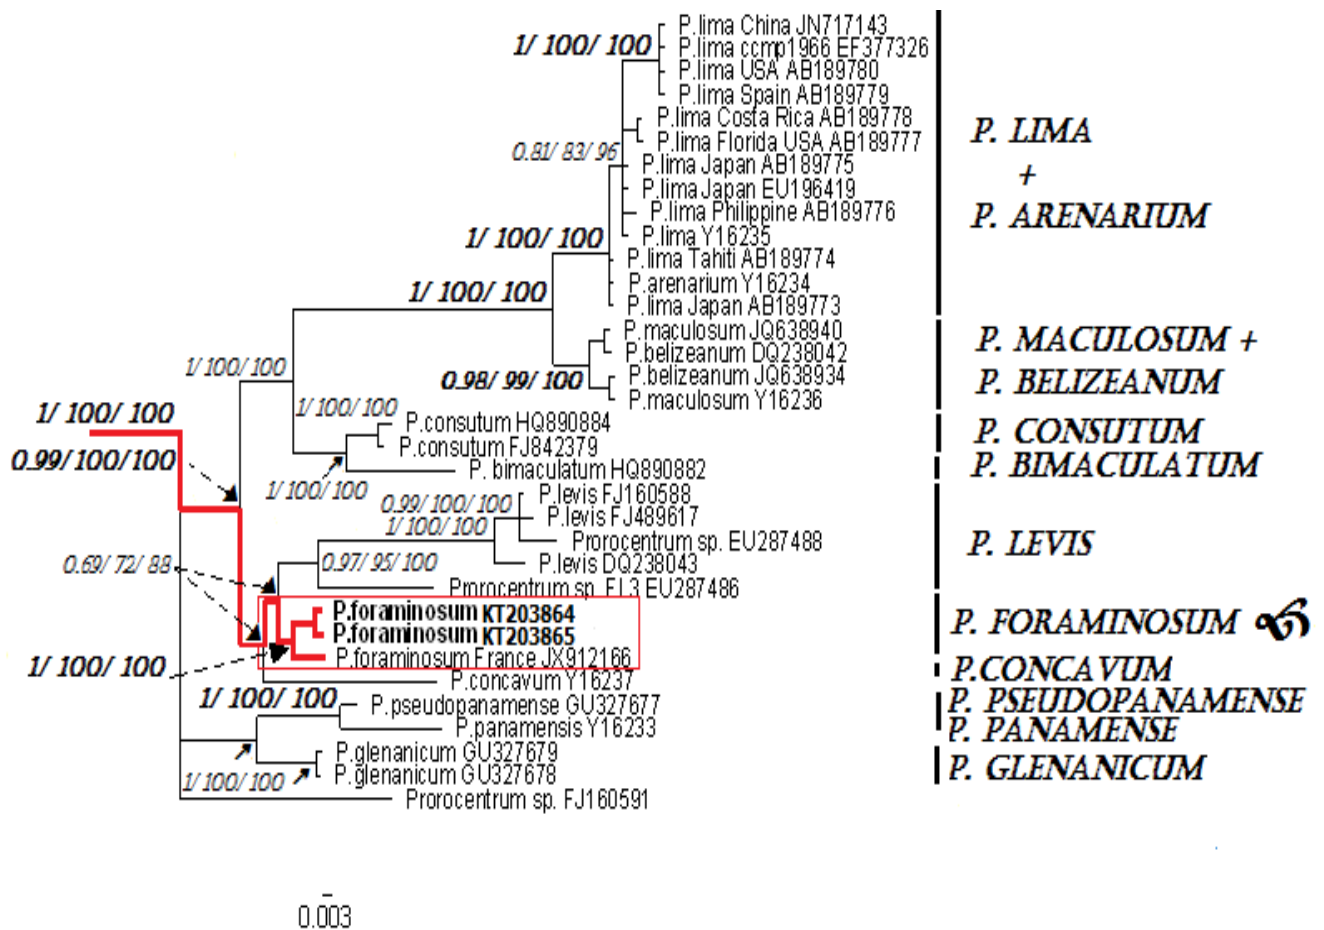 P.lima China JN717143
1/ 100/ 100
P.lima ccmp1966 EF377326
P.lima USA AB189780
P.lima Spain AB189779
P.lima Costa Rica AB189778
P. LIMA
P.lima Florida USA AB189777
0.81/ 83/ 96
P.lima Japan AB189775
+
P.lima Japan EU196419
P.lima Philippine AB189776
P. ARENARIUM
1/ 100/ 100
P.lima Y16235
P.lima Tahiti AB189774
P.arenarium Y16234
1/ 100/ 100
P.lima Japan AB189773
P.maculosum JQ638940
P. MACULOSUM +
P.belizeanum DQ238042
1/ 100/ 100
P.belizeanum JQ638934
0.98/ 99/ 100
P. BELIZEANUM
P.maculosum Y16236
1/ 100/ 100
1/ 100/ 100
P.consutum HQ890884
P. CONSUTUM
P.consutum FJ842379
0.99/ 100/ 100
P. bimaculatum HQ890882
P. BIMACULATUM
1/ 100/ 100
P.levis FJ160588
0.99/ 100/ 100
P.levis FJ489617
1/ 100/ 100
Prorocentrum sp. EU287488
P. LEVIS
0.69/ 72/ 88
0.97/ 95/ 100
P.levis DQ238043
Prorocentrum sp. FL3 EU287486
P.foraminosum KT203864
P. FORAMINOSUM
P.foraminosum KT203865
P.foraminosum France JX912166
1/ 100/ 100
P.CONCAVUM
P.concavum Y16237
1/ 100/ 100
P.pseudopanamense GU327677
P. PSEUDOPANAMENSE
P.panamensis Y16233
P. PANAMENSE
P.glenanicum GU327679
P. GLENANICUM
P.glenanicum GU327678
1/ 100/ 100
Prorocentrum sp. FJ160591
0.003